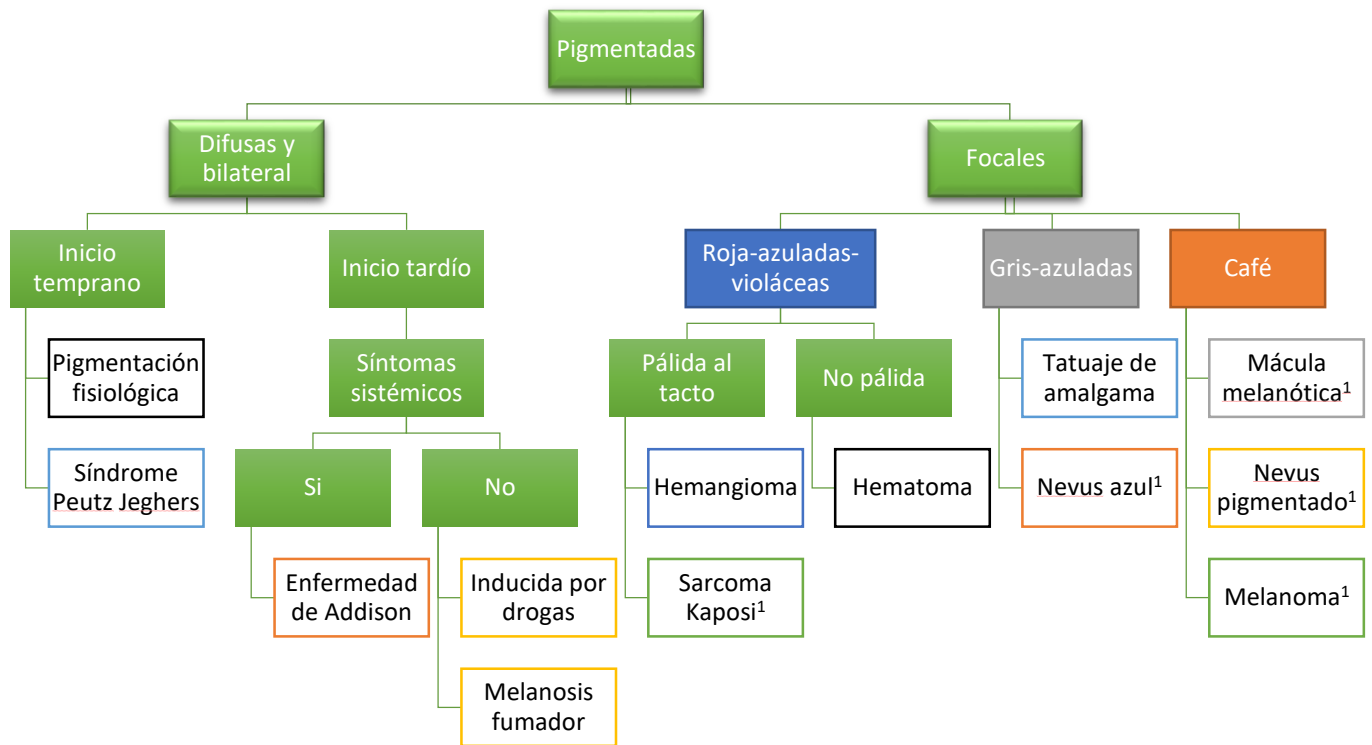 Pigmentadas
Difusas y
bilateral
Focales
Inicio
temprano
Inicio tardío
Roja-azuladas-
violáceas
Gris-azuladas
Café
Pigmentación
fisiológica
Síndrome
Peutz Jeghers
Síntomas
sistémicos
Si
No
Enfermedad
de Addison
Inducida por
drogas
Melanosis
fumador
Pálida al
tacto
No pálida
Hemangioma
Sarcoma
Kaposi¹
Hematoma
Tatuaje de
amalgama
Nevus azul¹
Mácula
melanótica¹
Nevus
pigmentado¹
Melanoma¹